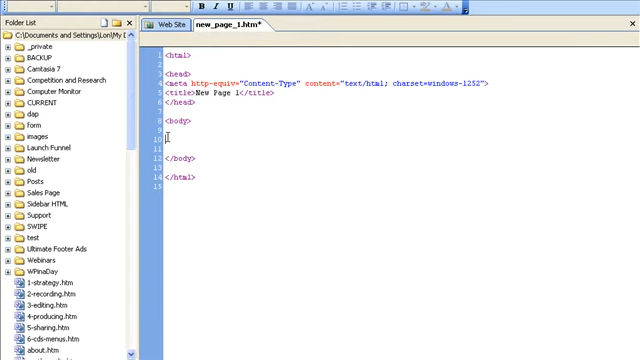 B I U
Folder List
C:\Documents and Settings\Lon\My D
_private
BACKUP
Camtasia 7
Competition and Research
Computer Monitor
CURRENT
dap
form
images
Launch Funnel
Newsletter
old
Posts
Sales Page
Sidebar HTML
Support
SWIPE
test
Ultimate Footer Ads
Webinars
WPinaDay
1-strategy.htm
2-recording.htm
3-editing.htm
4-producing.htm
5-sharing.htm
6-cds-menus.htm
about.htm
Web Site
new_page_1.htm*
1 <html>
2
3 <head>
4 <meta http-equiv="Content-Type" content="text/html; charset=windows-1252">
5 <title>New Page 1</title>
6 </head>
7
8 <body>
9
10
11
12 </body>
13
14 </html>
15